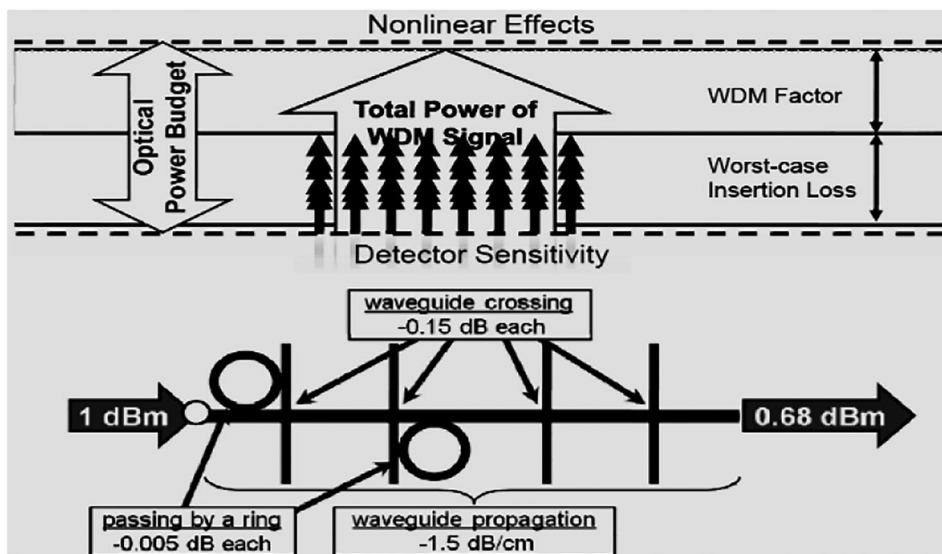 Nonlinear Effects
Optical
Power Budget
Total Power of
WDM Signal
WDM Factor
Worst-case
Insertion Loss
Detector Sensitivity
waveguide crossing
-0.15 dB each
1 dBm
0.68 dBm
passing by a ring
-0.005 dB each
waveguide propagation
-1.5 dB/cm